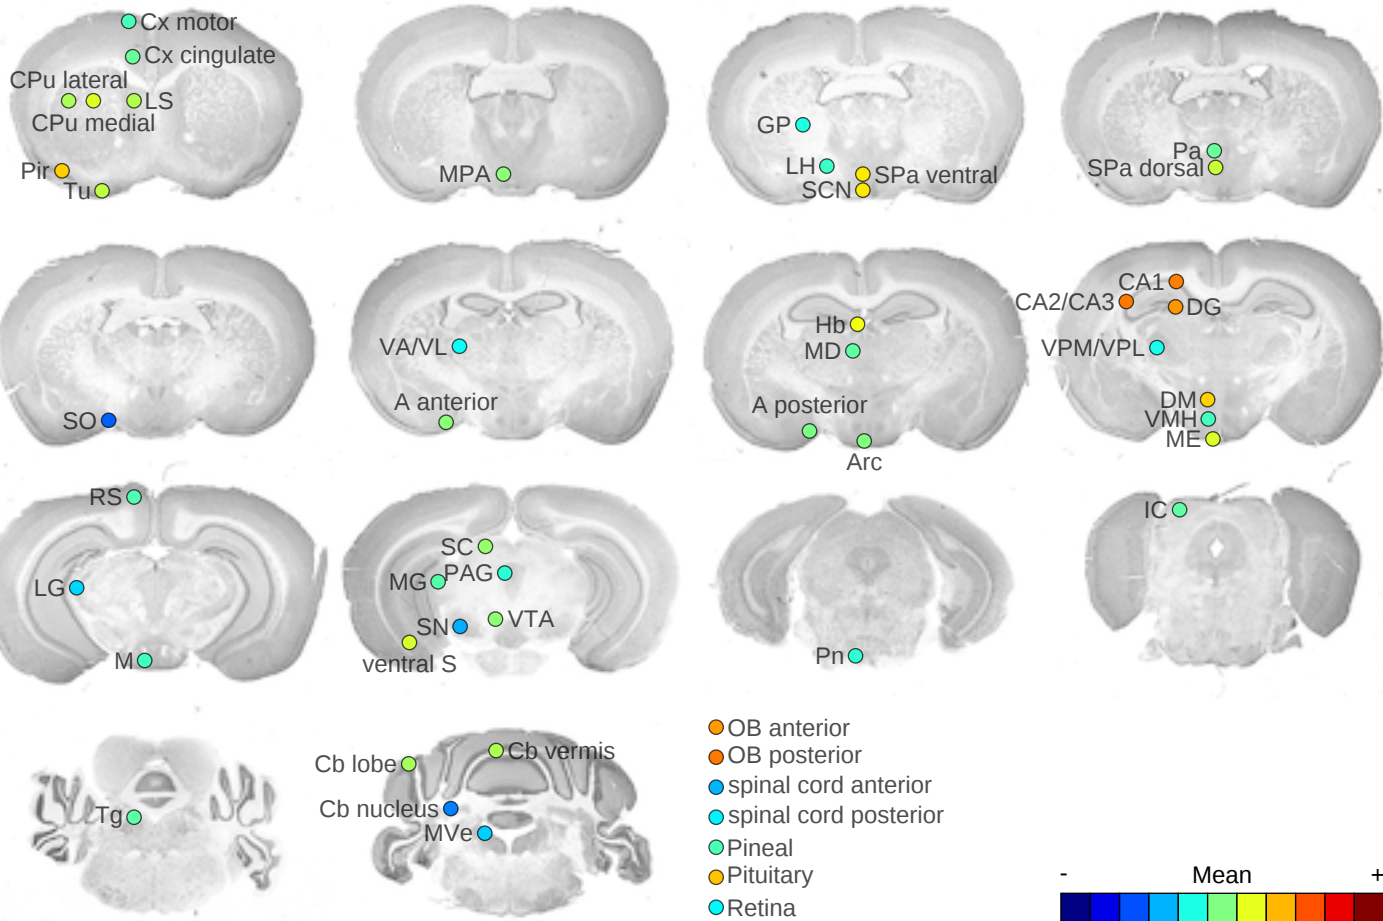 Cx motor
Cx cingulate
CPu lateral
LS
CPu medial
Pir
Tu
MPA
GP
LH
SPa ventral
SCN
Pa
SPa dorsal
SO
VA/VL
A anterior
Hb
MD
A posterior
Arc
CA1
CA2/CA3
DG
VPM/VPL
DM
VMH
ME
RS
LG
M
SC
MG
PAG
SN
VTA
ventral S
Pn
IC
Tg
Cb lobe
Cb vermis
Cb nucleus
MVe
OB anterior
OB posterior
spinal cord anterior
spinal cord posterior
Pineal
Pituitary
Retina
- Mean +